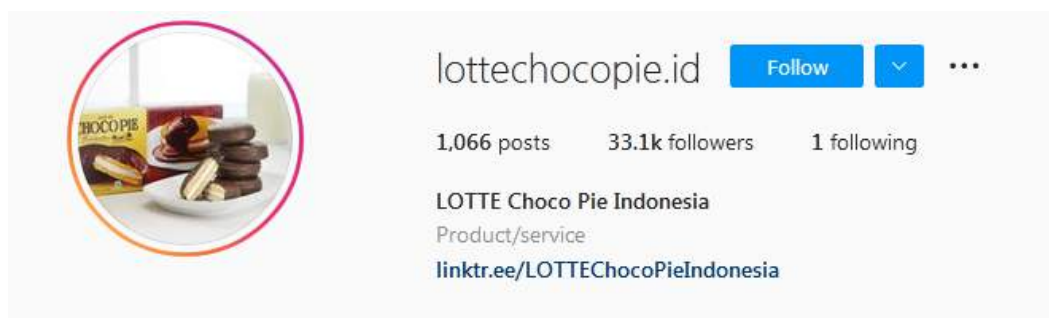 lottechocopie.id Follow
1,066 posts 33.1k followers 1 following
LOTTE Choco Pie Indonesia
Product/service
linktr.ee/LOTTEChocoPieIndonesia
CHOCO PIE